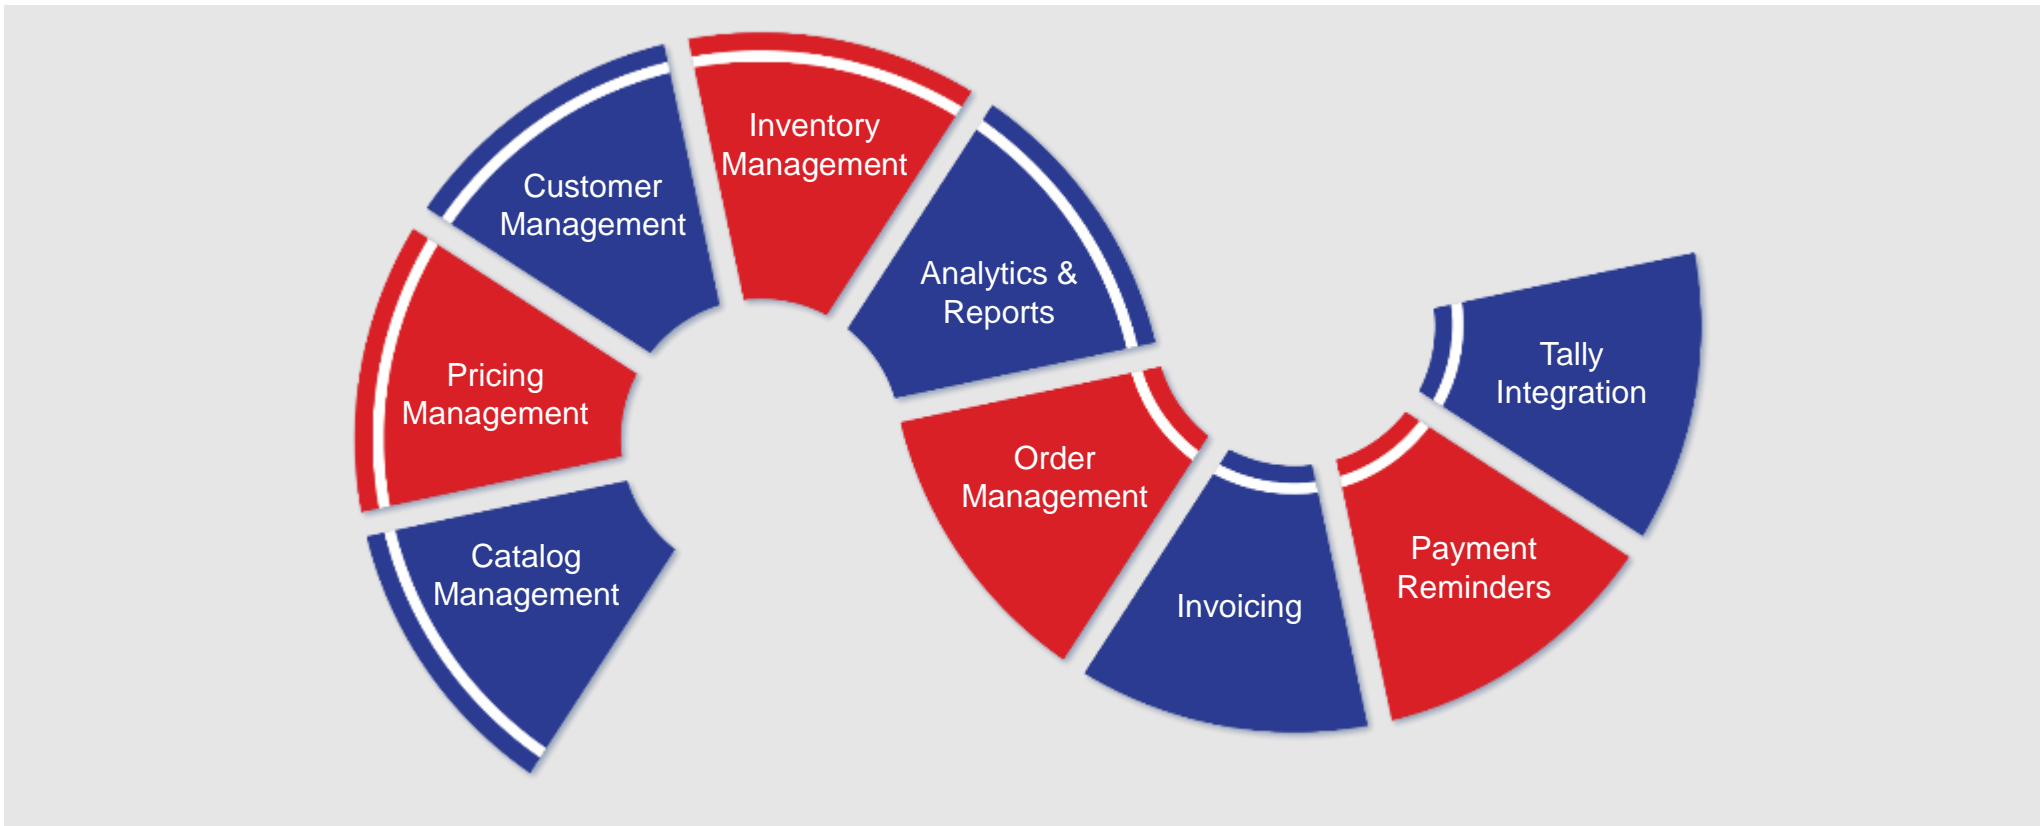 Catalog
Management
Pricing
Management
Customer
Management
Inventory
Management
Analytics &
Reports
Order
Management
Invoicing
Payment
Reminders
Tally
Integration